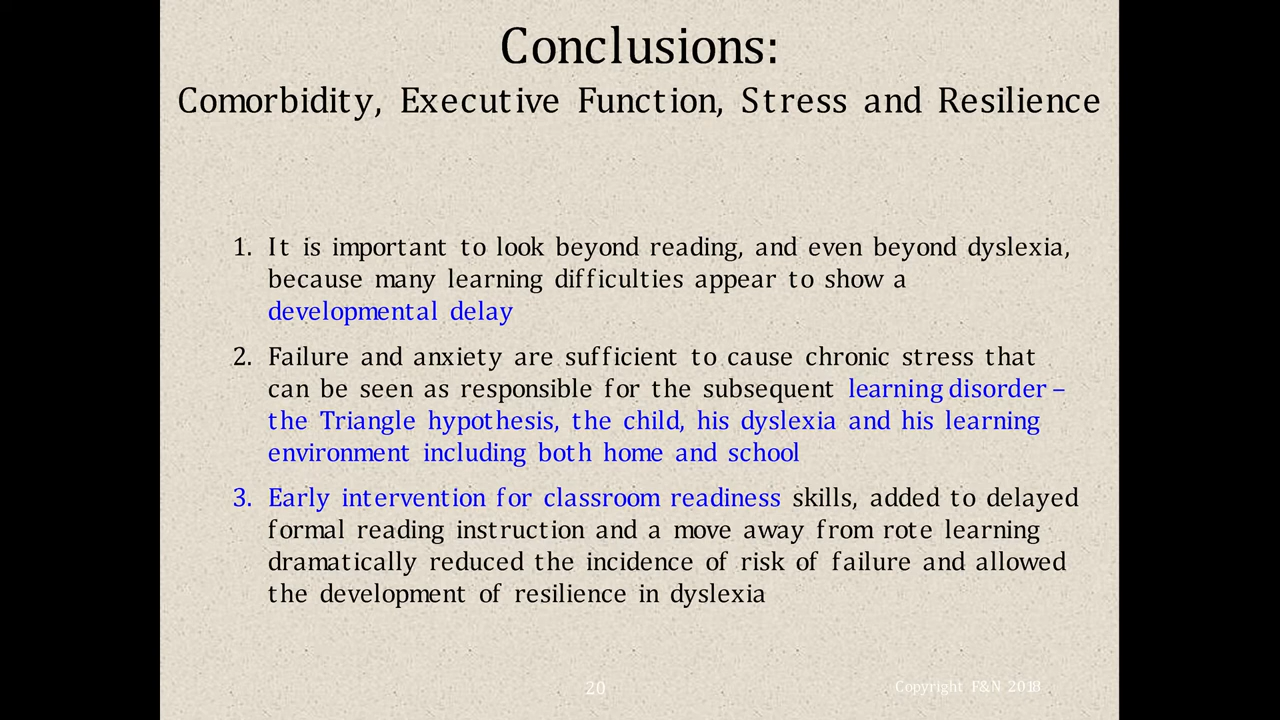 Conclusions:
Comorbidity, Executive Function, Stress and Resilience
1. It is important to look beyond reading, and even beyond dyslexia,
because many learning difficulties appear to show a
developmental delay
2. Failure and anxiety are sufficient to cause chronic stress that
can be seen as responsible for the subsequent learning disorder –
the Triangle hypothesis, the child, his dyslexia and his learning
environment including both home and school
3. Early intervention for classroom readiness skills, added to delayed
formal reading instruction and a move away from rote learning
dramatically reduced the incidence of risk of failure and allowed
the development of resilience in dyslexia
20
Copyright F&N 2018